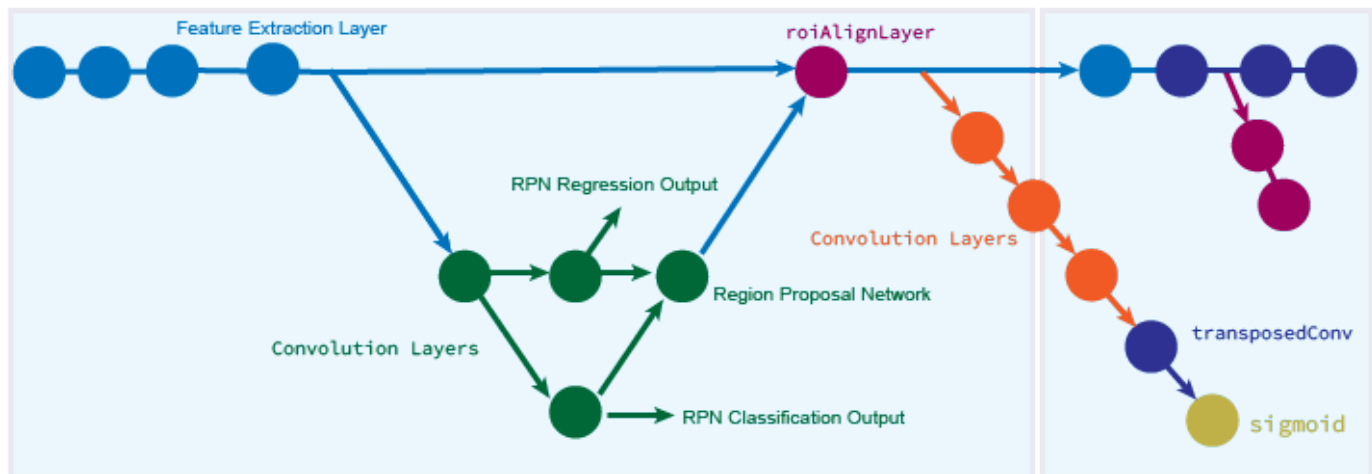 Feature Extraction Layer
roiAlignLayer
RPN Regression Output
Convolution Layers
Region Proposal Network
transposedConv
Convolution Layers
RPN Classification Output
sigmoid